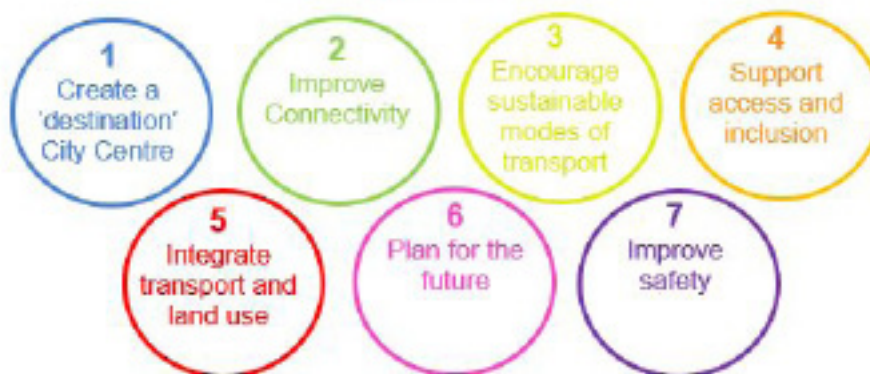 1
Create a
'destination'
City Centre
2
Improve
Connectivity
3
Encourage
sustainable
modes of
transport
4
Support
access and
inclusion
5
Integrate
transport and
land use
6
Plan for the
future
7
Improve
safety